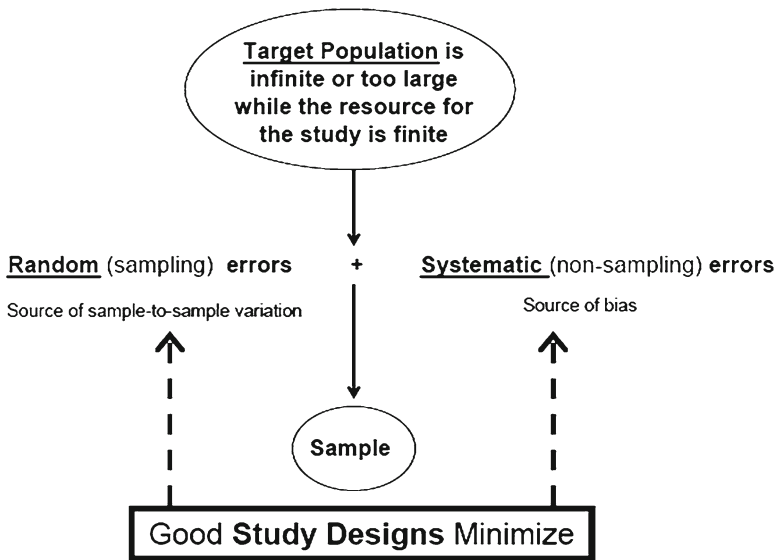 Target Population is
infinite or too large
while the resource for
the study is finite
Random (sampling) errors + Systematic (non-sampling) errors
Source of sample-to-sample variation
Source of bias
Sample
Good Study Designs Minimize